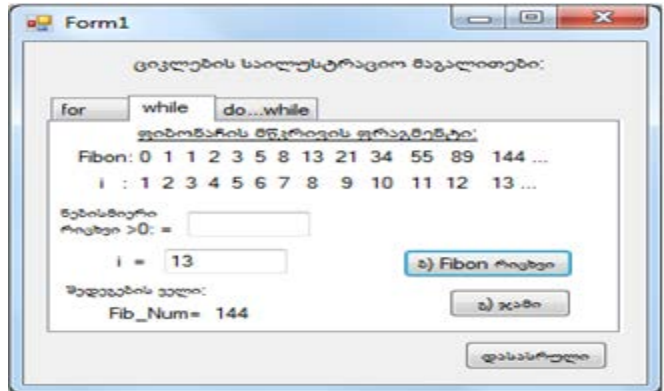 Form1
ციკლების საილუსტრაციო მაგალითები:
for while do...while
ფიბონაჩის მწკრივის ფრაგმენტი:
Fibon: 0 1 1 2 3 5 8 13 21 34 55 89 144 ...
i : 1 2 3 4 5 6 7 8 9 10 11 12 13 ...
ნებისმიერი
რიცხვი >0: =
i = 13
ა) Fibon რიცხვი
შედეგების ველი:
Fib_Num= 144
გ) ჯამი
დასასრული